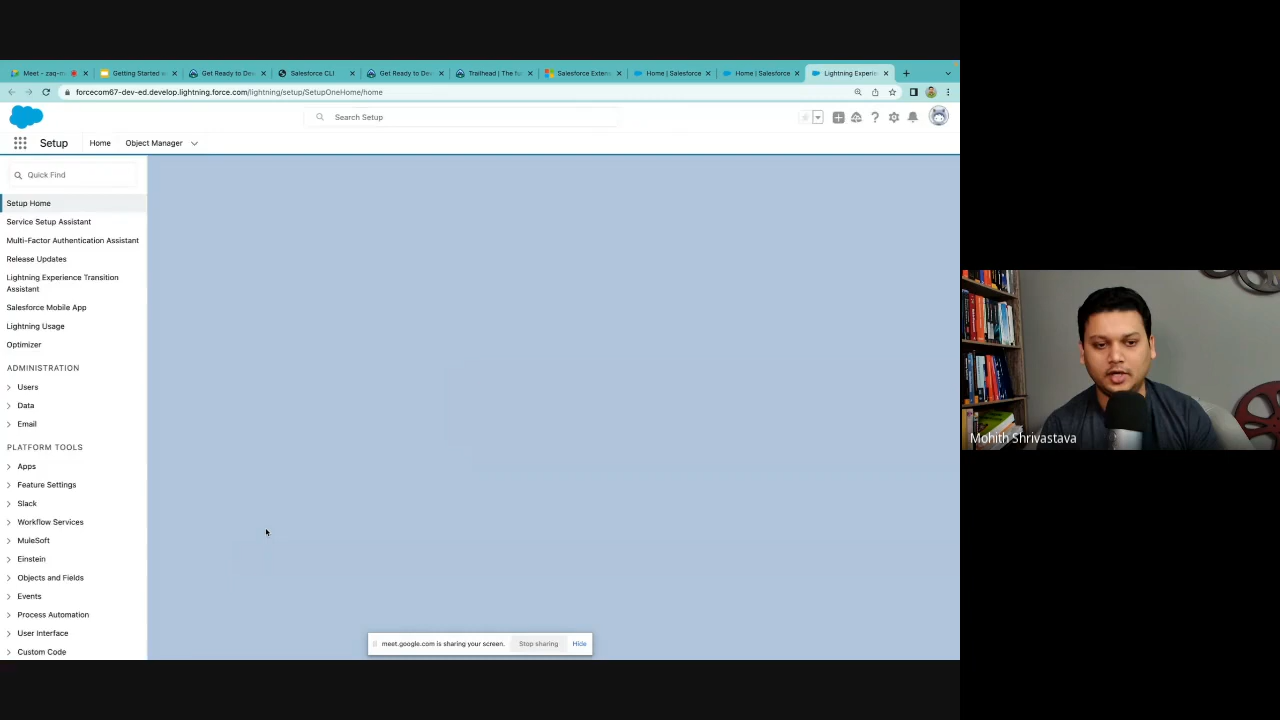 Meet - zaq-m
Getting Started w
Get Ready to Dev
Salesforce CLI
Get Ready to Dev
Trailhead | The fu
Salesforce Exten
Home | Salesforce
Home | Salesforce
Lightning Experie
forcecom67-dev-ed.develop.lightning.force.com/lightning/setup/SetupOneHome/home
Search Setup
Setup
Home
Object Manager
Quick Find
Setup Home
Service Setup Assistant
Multi-Factor Authentication Assistant
Release Updates
Lightning Experience Transition
Assistant
Salesforce Mobile App
Lightning Usage
Optimizer
ADMINISTRATION
Users
Data
Email
PLATFORM TOOLS
Apps
Feature Settings
Slack
Workflow Services
MuleSoft
Einstein
Objects and Fields
Events
Process Automation
User Interface
Custom Code
meet.google.com is sharing your screen.
Stop sharing
Hide
Mohith Shrivastava